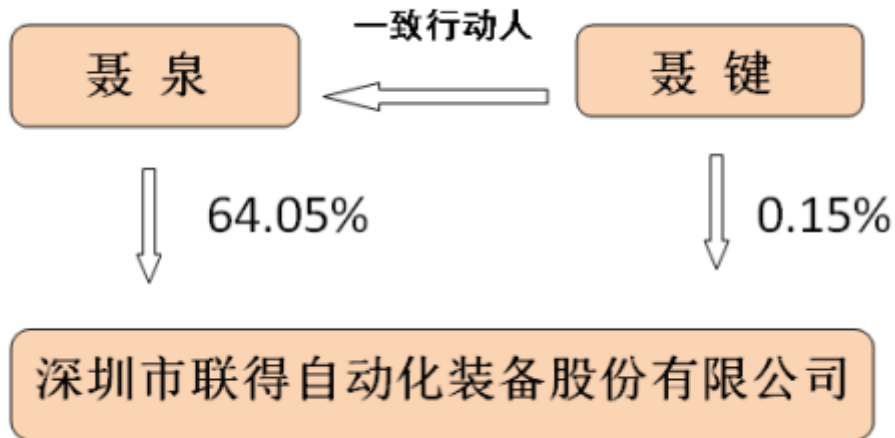 一致行动人
聂 泉
聂 键
64.05%
0.15%
深圳市联得自动化装备股份有限公司